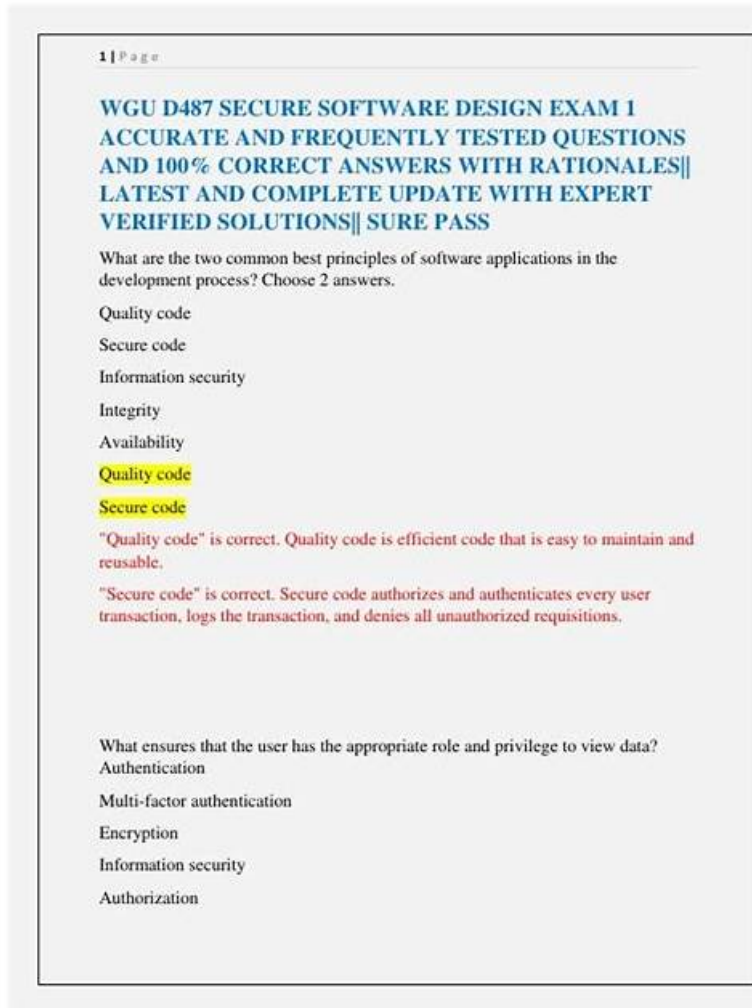 1 | Page
WGU D487 SECURE SOFTWARE DESIGN EXAM 1
ACCURATE AND FREQUENTLY TESTED QUESTIONS
AND 100% CORRECT ANSWERS WITH RATIONALES||
LATEST AND COMPLETE UPDATE WITH EXPERT
VERIFIED SOLUTIONS|| SURE PASS
What are the two common best principles of software applications in the
development process? Choose 2 answers.
Quality code
Secure code
Information security
Integrity
Availability
Quality code
Secure code
"Quality code" is correct. Quality code is efficient code that is easy to maintain and
reusable.
"Secure code" is correct. Secure code authorizes and authenticates every user
transaction, logs the transaction, and denies all unauthorized requisitions.
What ensures that the user has the appropriate role and privilege to view data?
Authentication
Multi-factor authentication
Encryption
Information security
Authorization